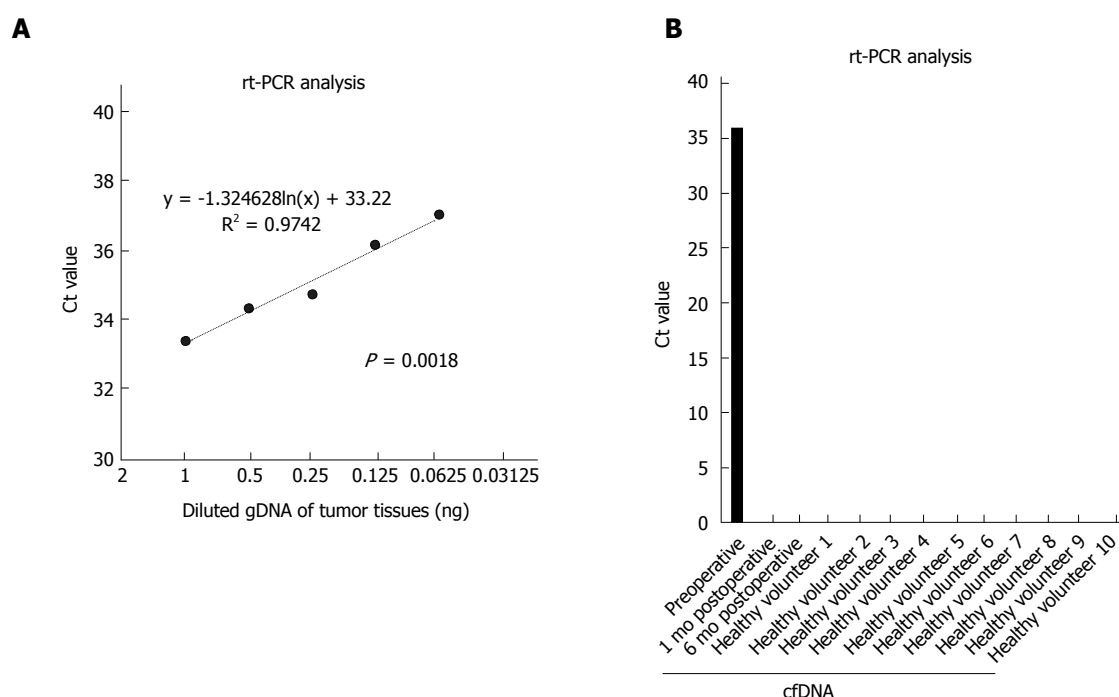 A
rt-PCR analysis
40
38
36
34
32
30
Ct value
y = -1.324628ln(x) + 33.22
R² = 0.9742
P = 0.0018
2 1 0.5 0.25 0.125 0.0625 0.03125
Diluted gDNA of tumor tissues (ng)
B
rt-PCR analysis
40
35
30
25
20
15
10
5
0
Ct value
Preoperative
1 mo postoperative
6 mo postoperative
Healthy volunteer 1
Healthy volunteer 2
Healthy volunteer 3
Healthy volunteer 4
Healthy volunteer 5
Healthy volunteer 6
Healthy volunteer 7
Healthy volunteer 8
Healthy volunteer 9
Healthy volunteer 10
cfDNA